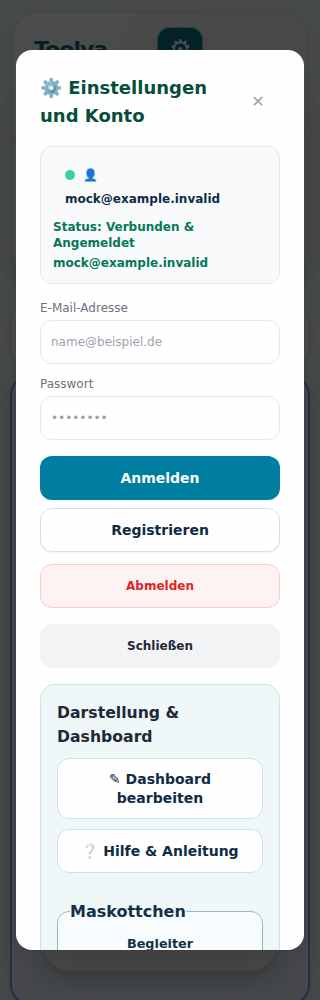 Toolva
⚙️ Einstellungen
und Konto
✕
👤
mock@example.invalid
Status: Verbunden &
Angemeldet
mock@example.invalid
E-Mail-Adresse
name@beispiel.de
Passwort
••••••••
Anmelden
Registrieren
Abmelden
Schließen
Darstellung &
Dashboard
✎ Dashboard
bearbeiten
❔ Hilfe & Anleitung
Maskottchen
Begleiter